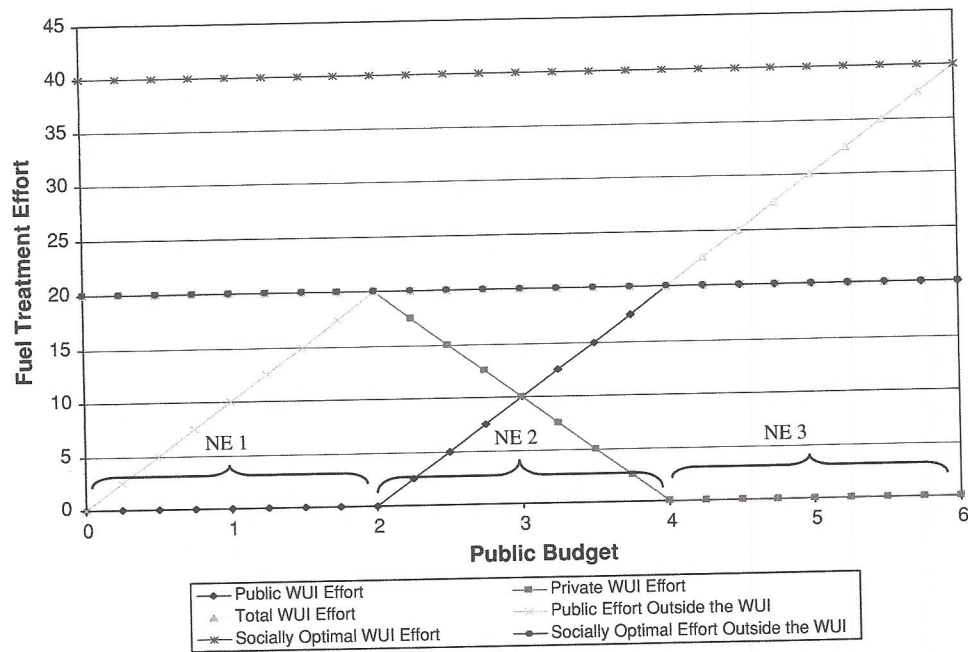 45
40
35
30
25
20
15
10
5
0
Fuel Treatment Effort
NE 1
NE 2
NE 3
0 1 2 3 4 5 6
Public Budget
Public WUI Effort Private WUI Effort
Total WUI Effort Public Effort Outside the WUI
Socially Optimal WUI Effort Socially Optimal Effort Outside the WUI